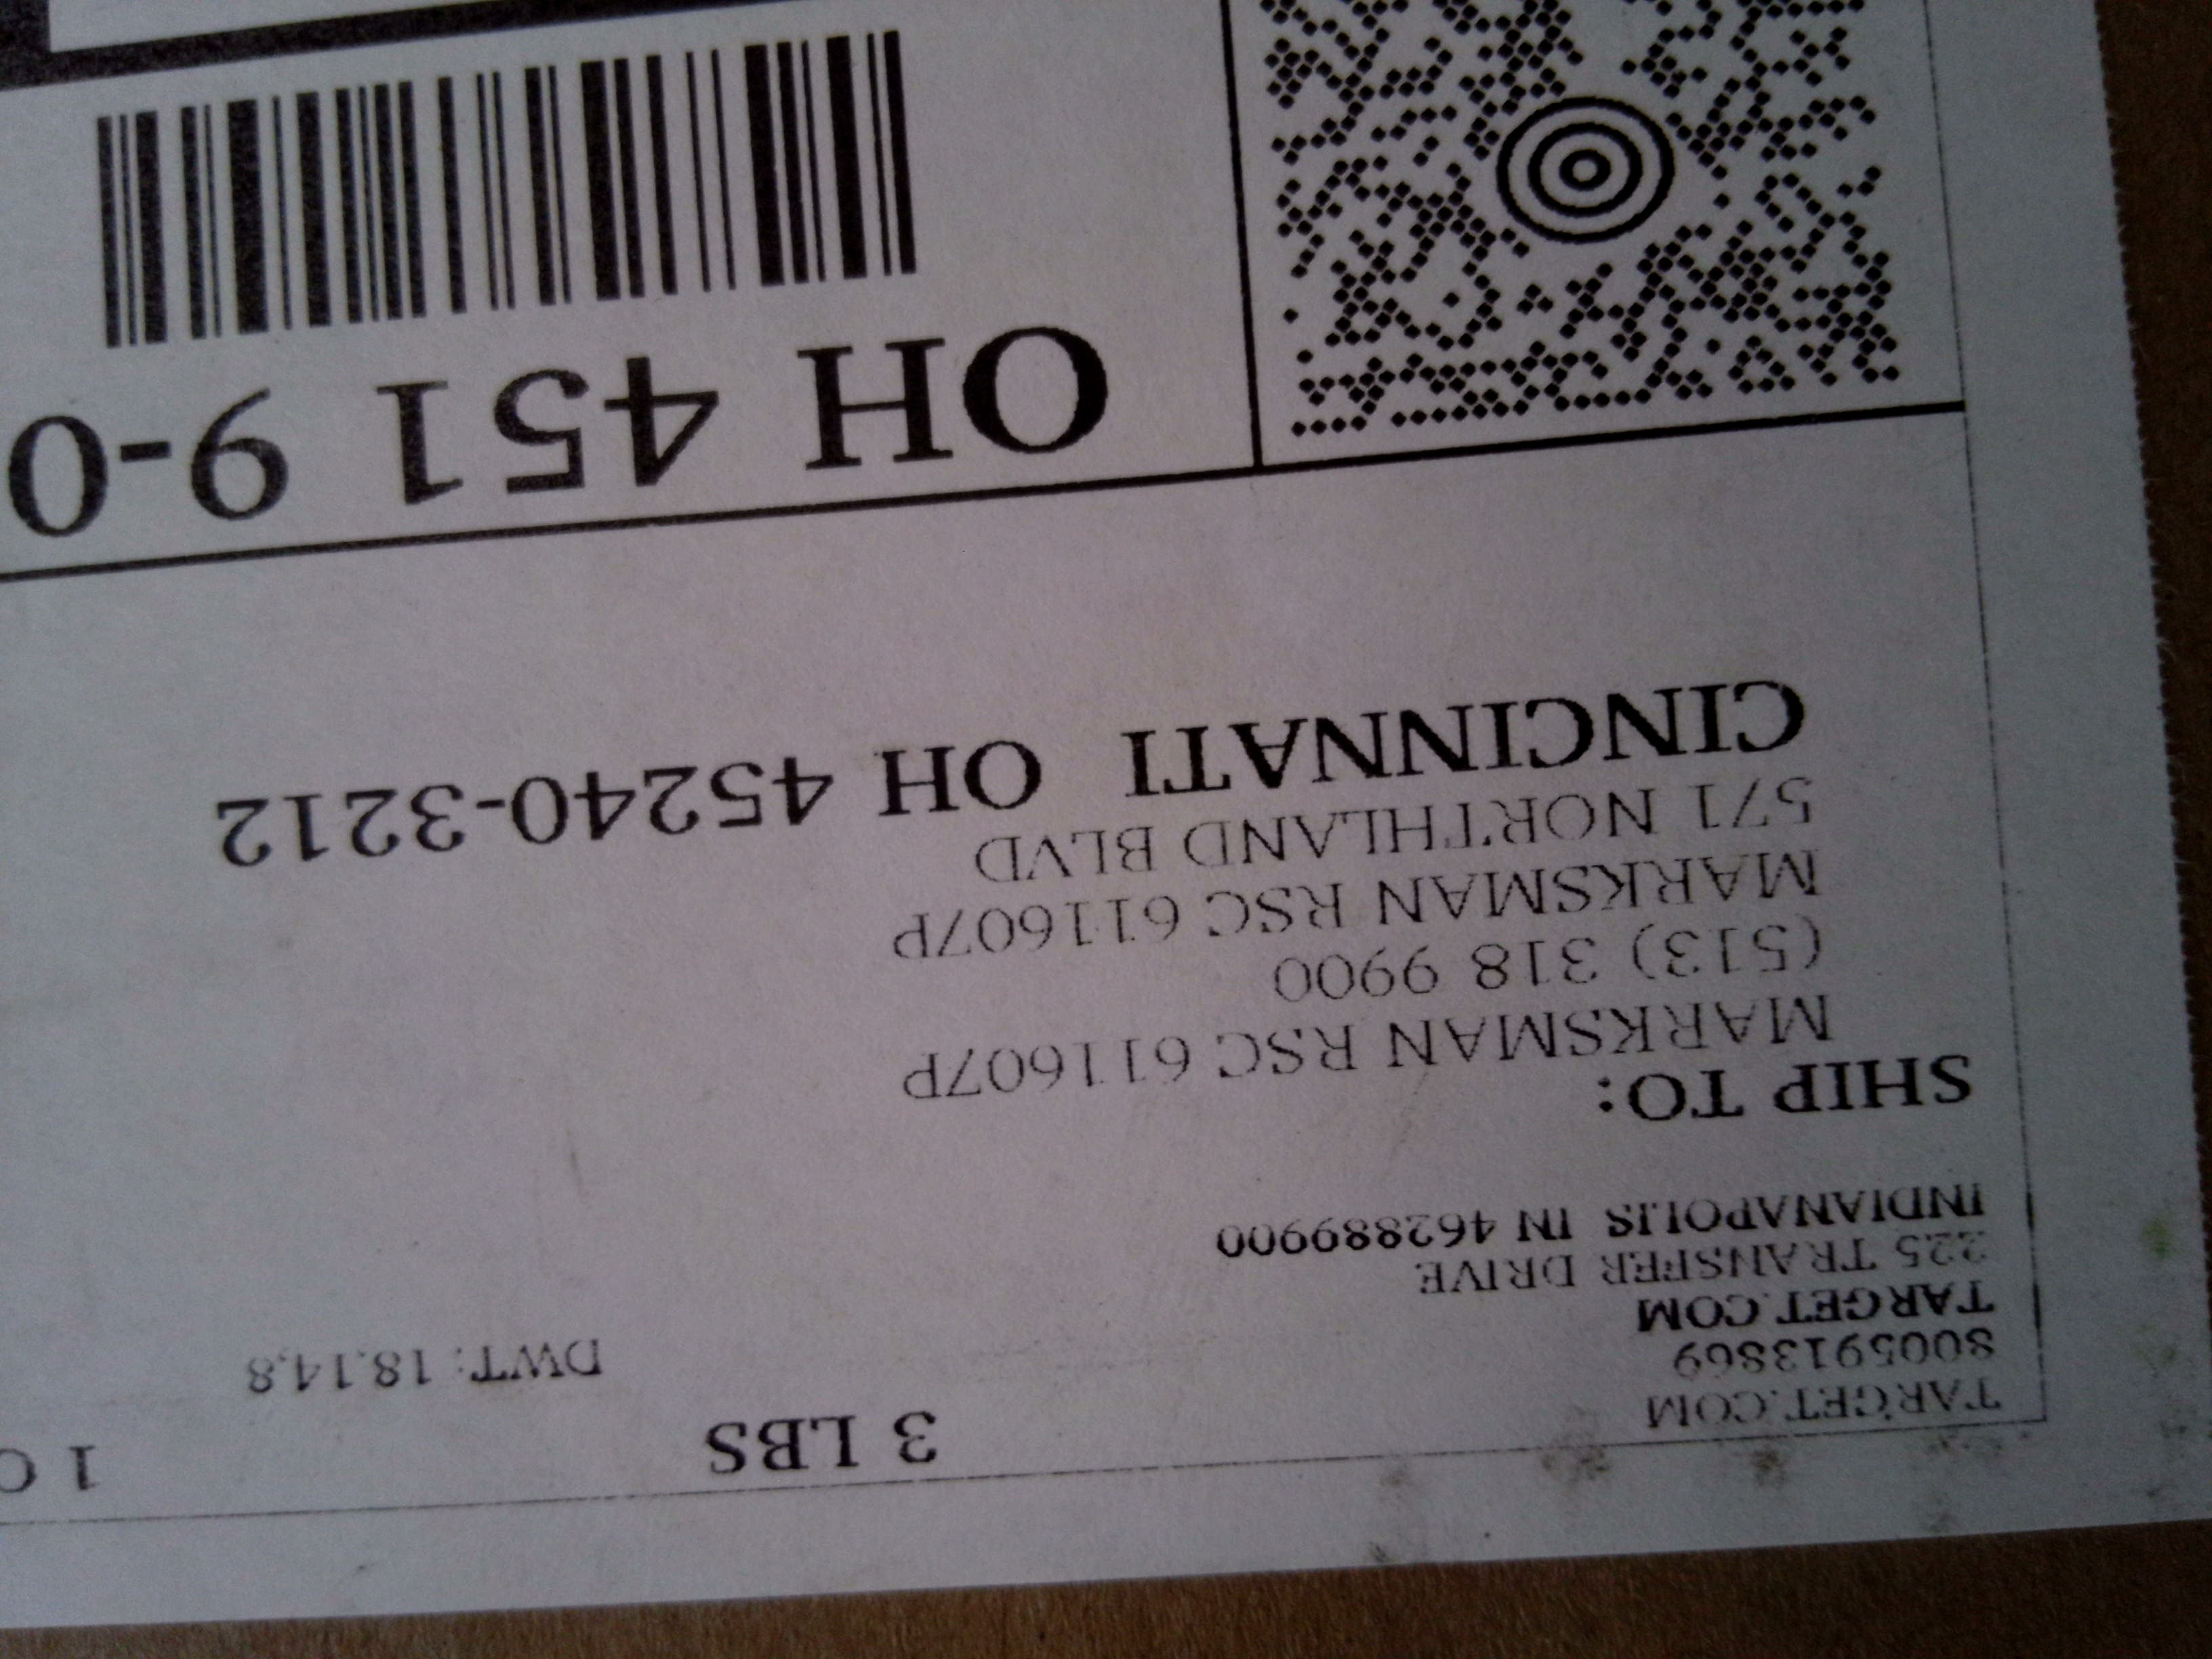 TARGET.COM
8005913869
TARGET.COM
225 TRANSFER DRIVE
INDIANAPOLIS IN 462889900
3 LBS
1
DWT: 18,14,8
SHIP TO:
MARKSMAN RSC 611607P
(513) 318 9900
MARKSMAN RSC 611607P
571 NORTHLAND BLVD
CINCINNATI OH 45240-3212
OH 451 9-0